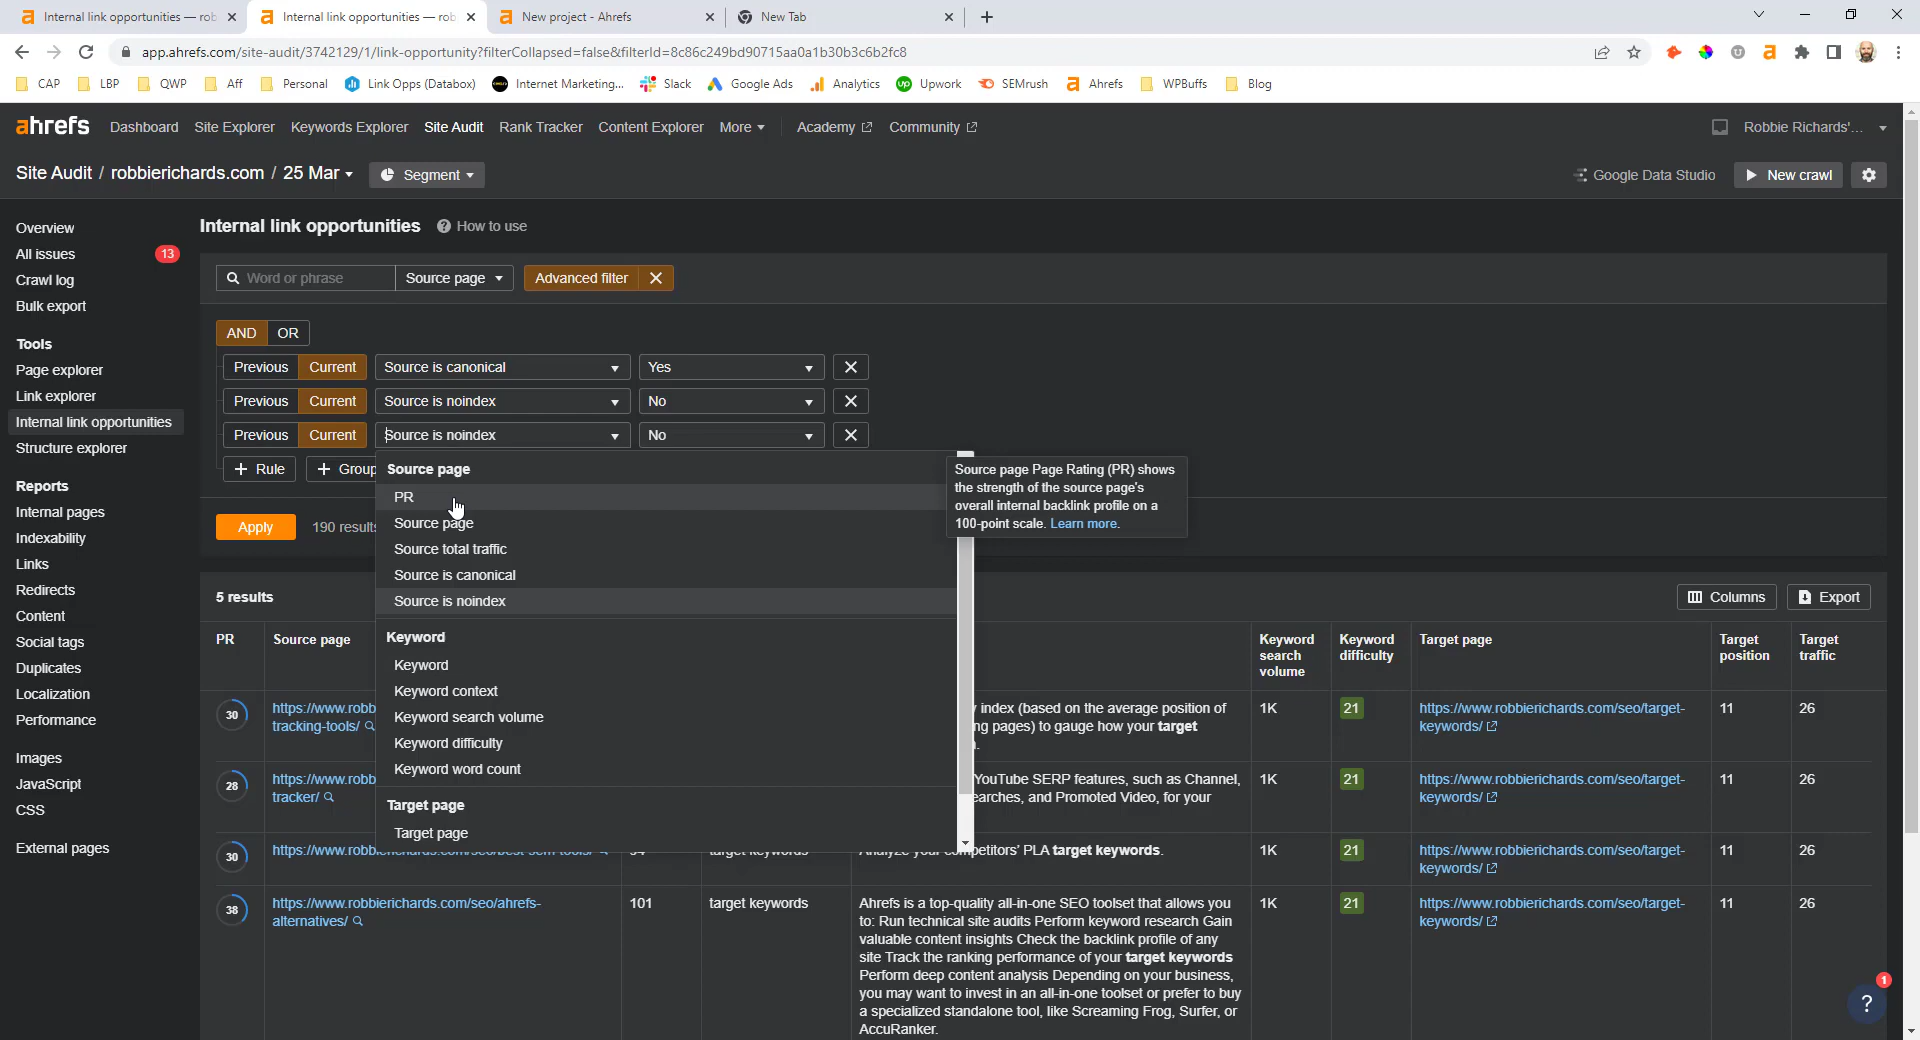 Internal link opportunities — rob
Internal link opportunities — rob
New project - Ahrefs
New Tab
app.ahrefs.com/site-audit/3742129/1/link-opportunity?filterCollapsed=false&filterId=8c86c249bd90715aa0a1b30b3c6b2fc8
CAP LBP QWP Aff Personal Link Opps (Databox) Internet Marketing... Slack Google Ads Analytics Upwork SEMrush Ahrefs WPBuffs Blog
ahrefs Dashboard Site Explorer Keywords Explorer Site Audit Rank Tracker Content Explorer More Academy Community Robbie Richards'...
Site Audit / robbierichards.com / 25 Mar Segment Google Data Studio New crawl
Overview
All issues 13
Crawl log
Bulk export
Tools
Page explorer
Link explorer
Internal link opportunities
Structure explorer
Reports
Internal pages
Indexability
Links
Redirects
Content
Social tags
Duplicates
Localization
Performance
Images
JavaScript
CSS
External pages
Internal link opportunities How to use
Word or phrase Source page Advanced filter
AND OR
Previous Current Source is canonical Yes
Previous Current Source is noindex No
Previous Current Source is noindex No
+ Rule + Group
Apply 190 results
Source page
PR
Source page
Source total traffic
Source is canonical
Source is noindex
Keyword
Keyword
Keyword context
Keyword search volume
Keyword difficulty
Keyword word count
Target page
Target page
Source page Page Rating (PR) shows
the strength of the source page's
overall internal backlink profile on a
100-point scale. Learn more.
5 results Columns Export
PR Source page Keyword search volume Keyword difficulty Target page Target position Target traffic
30 https://www.robb
tracking-tools/
index (based on the average position of
ng pages) to gauge how your target
1K 21 https://www.robbierichards.com/seo/target-
keywords/ 11 26
28 https://www.robb
tracker/
YouTube SERP features, such as Channel,
earches, and Promoted Video, for your
1K 21 https://www.robbierichards.com/seo/target-
keywords/ 11 26
30 https://www.robbierichards.com/seo/best-sem-tools/ target keywords Analyze your competitors' PLA target keywords. 1K 21 https://www.robbierichards.com/seo/target-
keywords/ 11 26
38 https://www.robbierichards.com/seo/ahrefs-
alternatives/
101 target keywords
Ahrefs is a top-quality all-in-one SEO toolset that allows you
to: Run technical site audits Perform keyword research Gain
valuable content insights Check the backlink profile of any
site Track the ranking performance of your target keywords
Perform deep content analysis Depending on your business,
you may want to invest in an all-in-one toolset or prefer to buy
a specialized standalone tool, like Screaming Frog, Surfer, or
AccuRanker.
1K 21 https://www.robbierichards.com/seo/target-
keywords/ 11 26
? 1